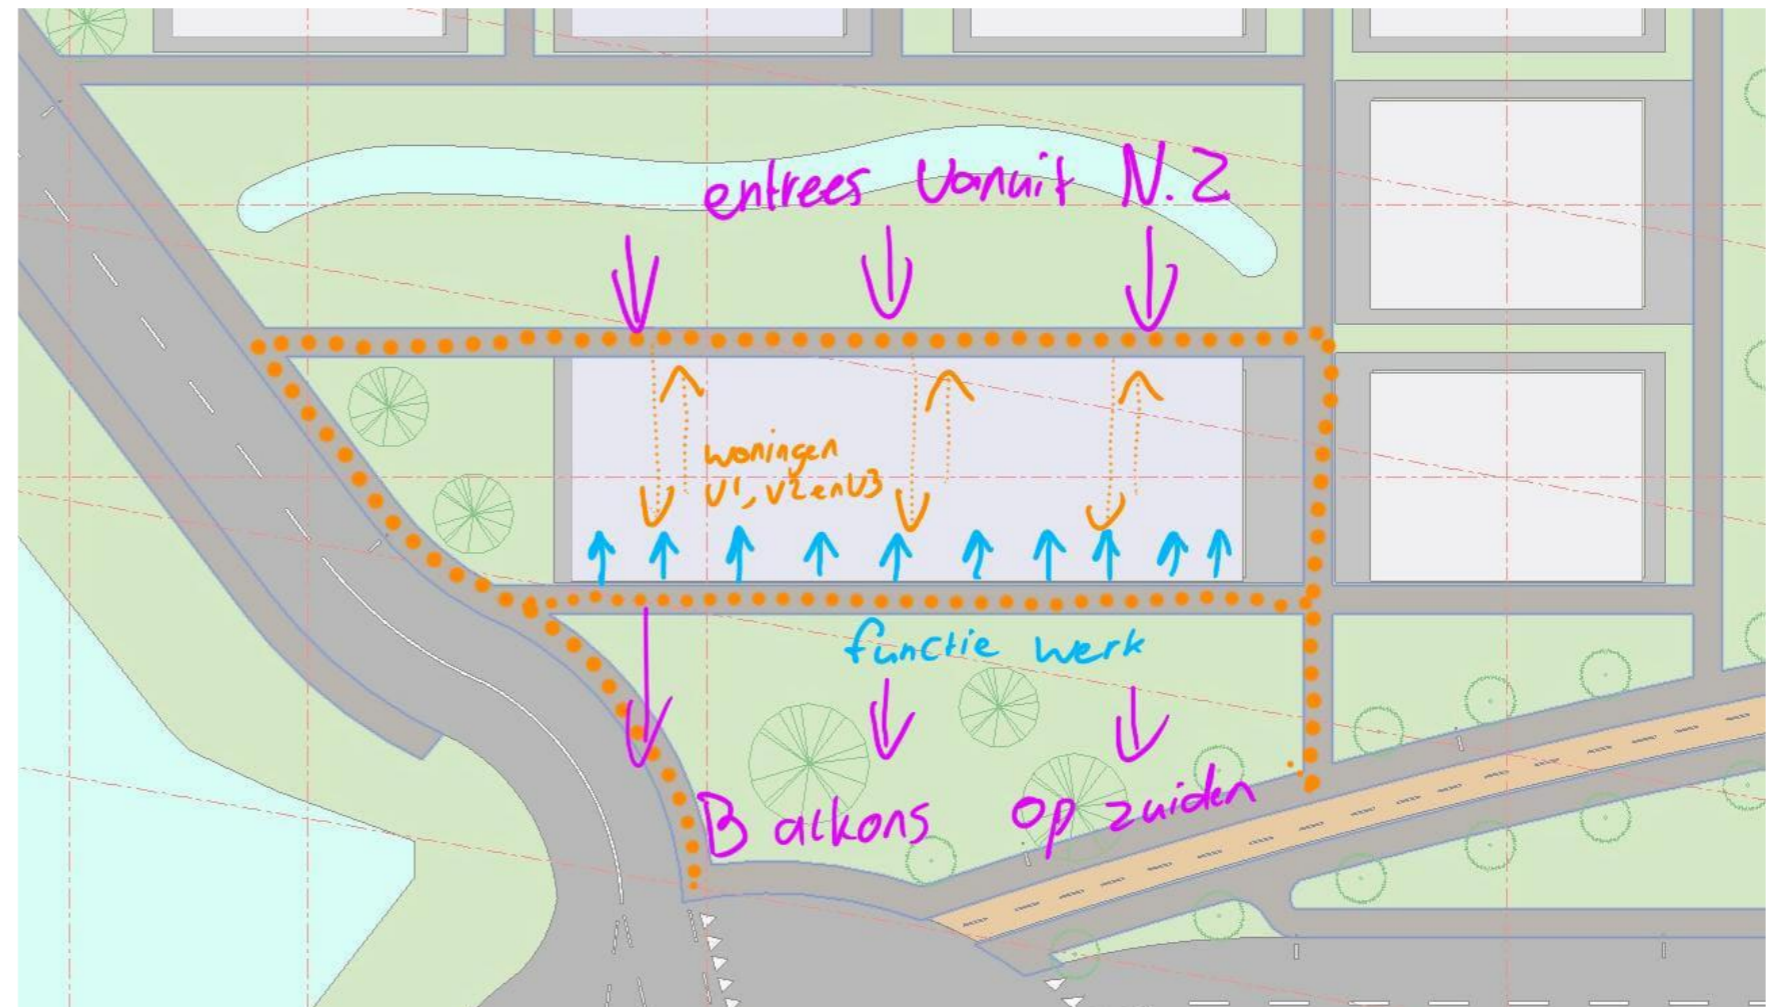 entrees vanuit N.Z
woningen
V1, V2 en V3
functie werk
Balkons op zuiden